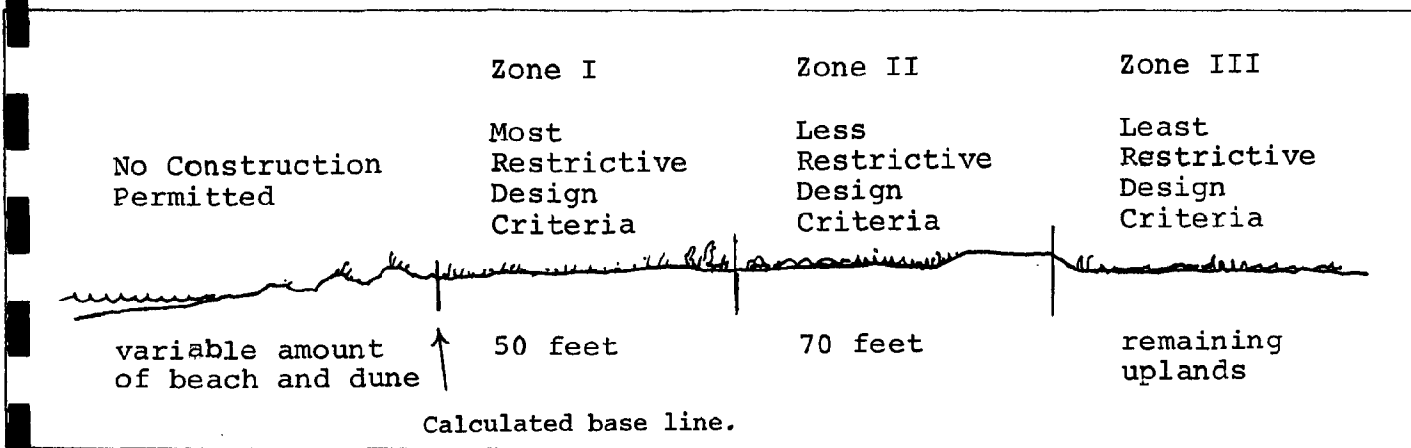 No Construction
Permitted
Zone I
Most
Restrictive
Design
Criteria
Zone II
Less
Restrictive
Design
Criteria
Zone III
Least
Restrictive
Design
Criteria
variable amount
of beach and dune
50 feet
70 feet
remaining
uplands
Calculated base line.